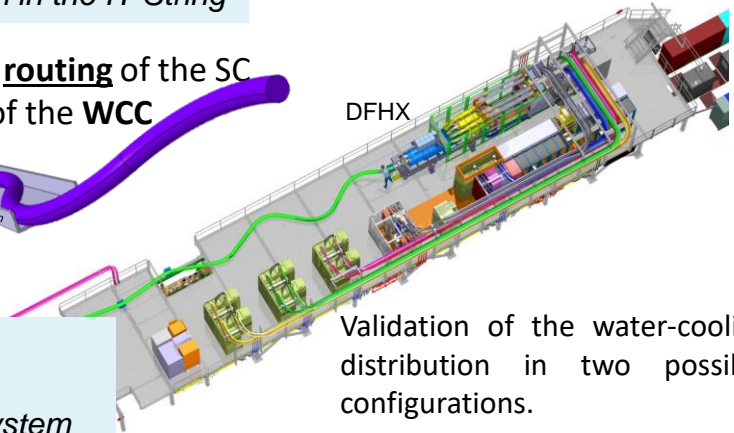 in the IT String
routing of the SC
of the WCC
DFHX
Validation of the water-cooli
distribution in two possil
configurations.
ystem